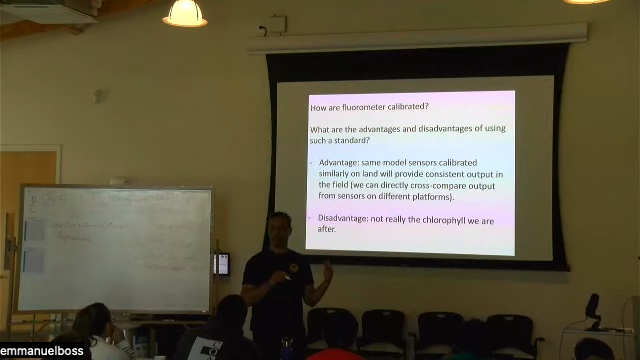 How are fluorometer calibrated?
What are the advantages and disadvantages of using
such a standard?
- Advantage: same model sensors calibrated
similarly on land will provide consistent output in
the field (we can directly cross-compare output
from sensors on different platforms).
- Disadvantage: not really the chlorophyll we are
after.
emmanuelboss